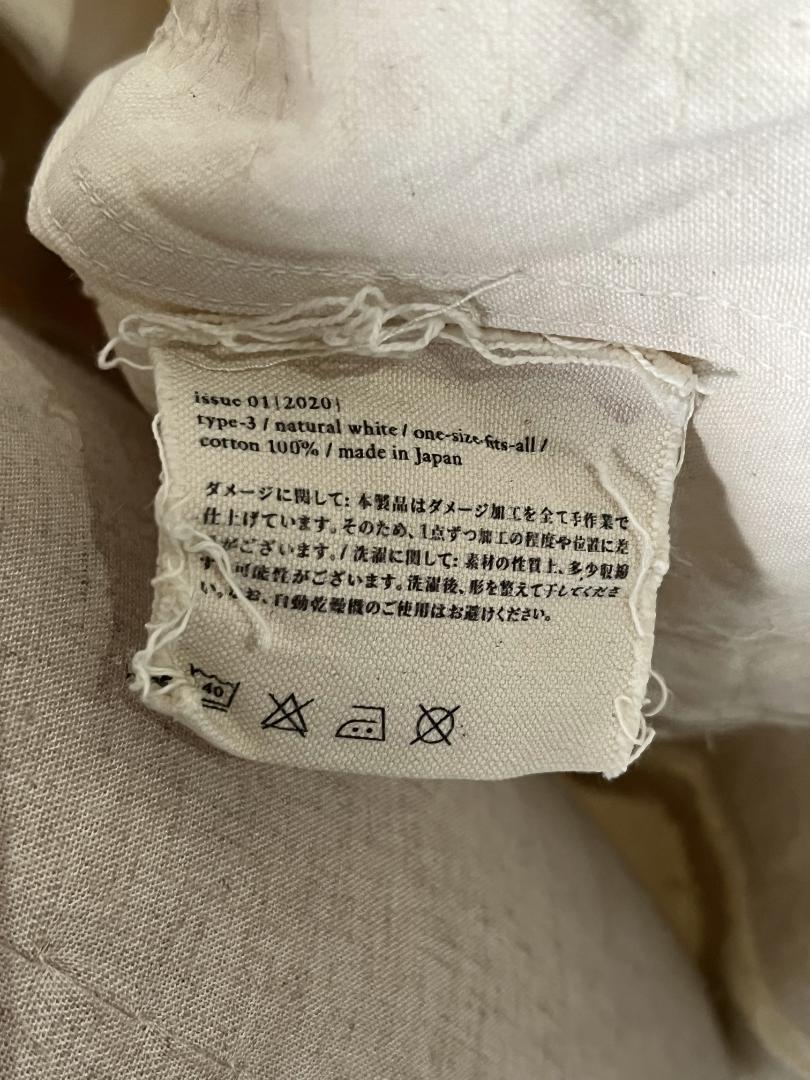 issue 01{2020}
type-3 / natural white / one-size-fits-all /
cotton 100% / made in Japan
ダメージに関して: 本製品はダメージ加工を全て手作業で
仕上げています。そのため、1点ずつ加工の程度や位置に差
がございます。/ 洗濯に関して: 素材の性質上、多少収縮
す 可能性がございます。洗濯後、形を整えて干してくださ
い。 お、自動乾燥機のご使用はお避けください。
40